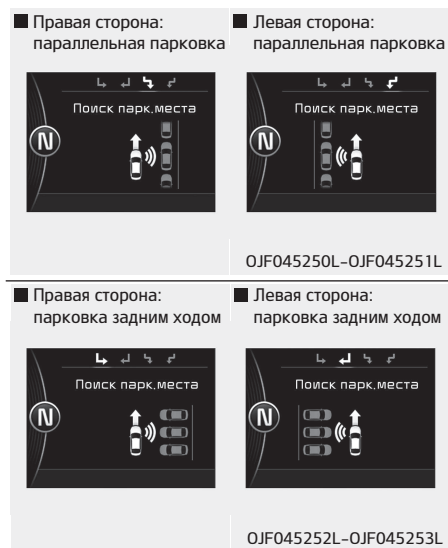 Правая сторона:
параллельная парковка
Левая сторона:
параллельная парковка
Поиск парк.места
N
Поиск парк.места
N
OJF045250L-OJF045251L
Правая сторона:
парковка задним ходом
Левая сторона:
парковка задним ходом
Поиск парк.места
N
Поиск парк.места
N
OJF045252L-OJF045253L